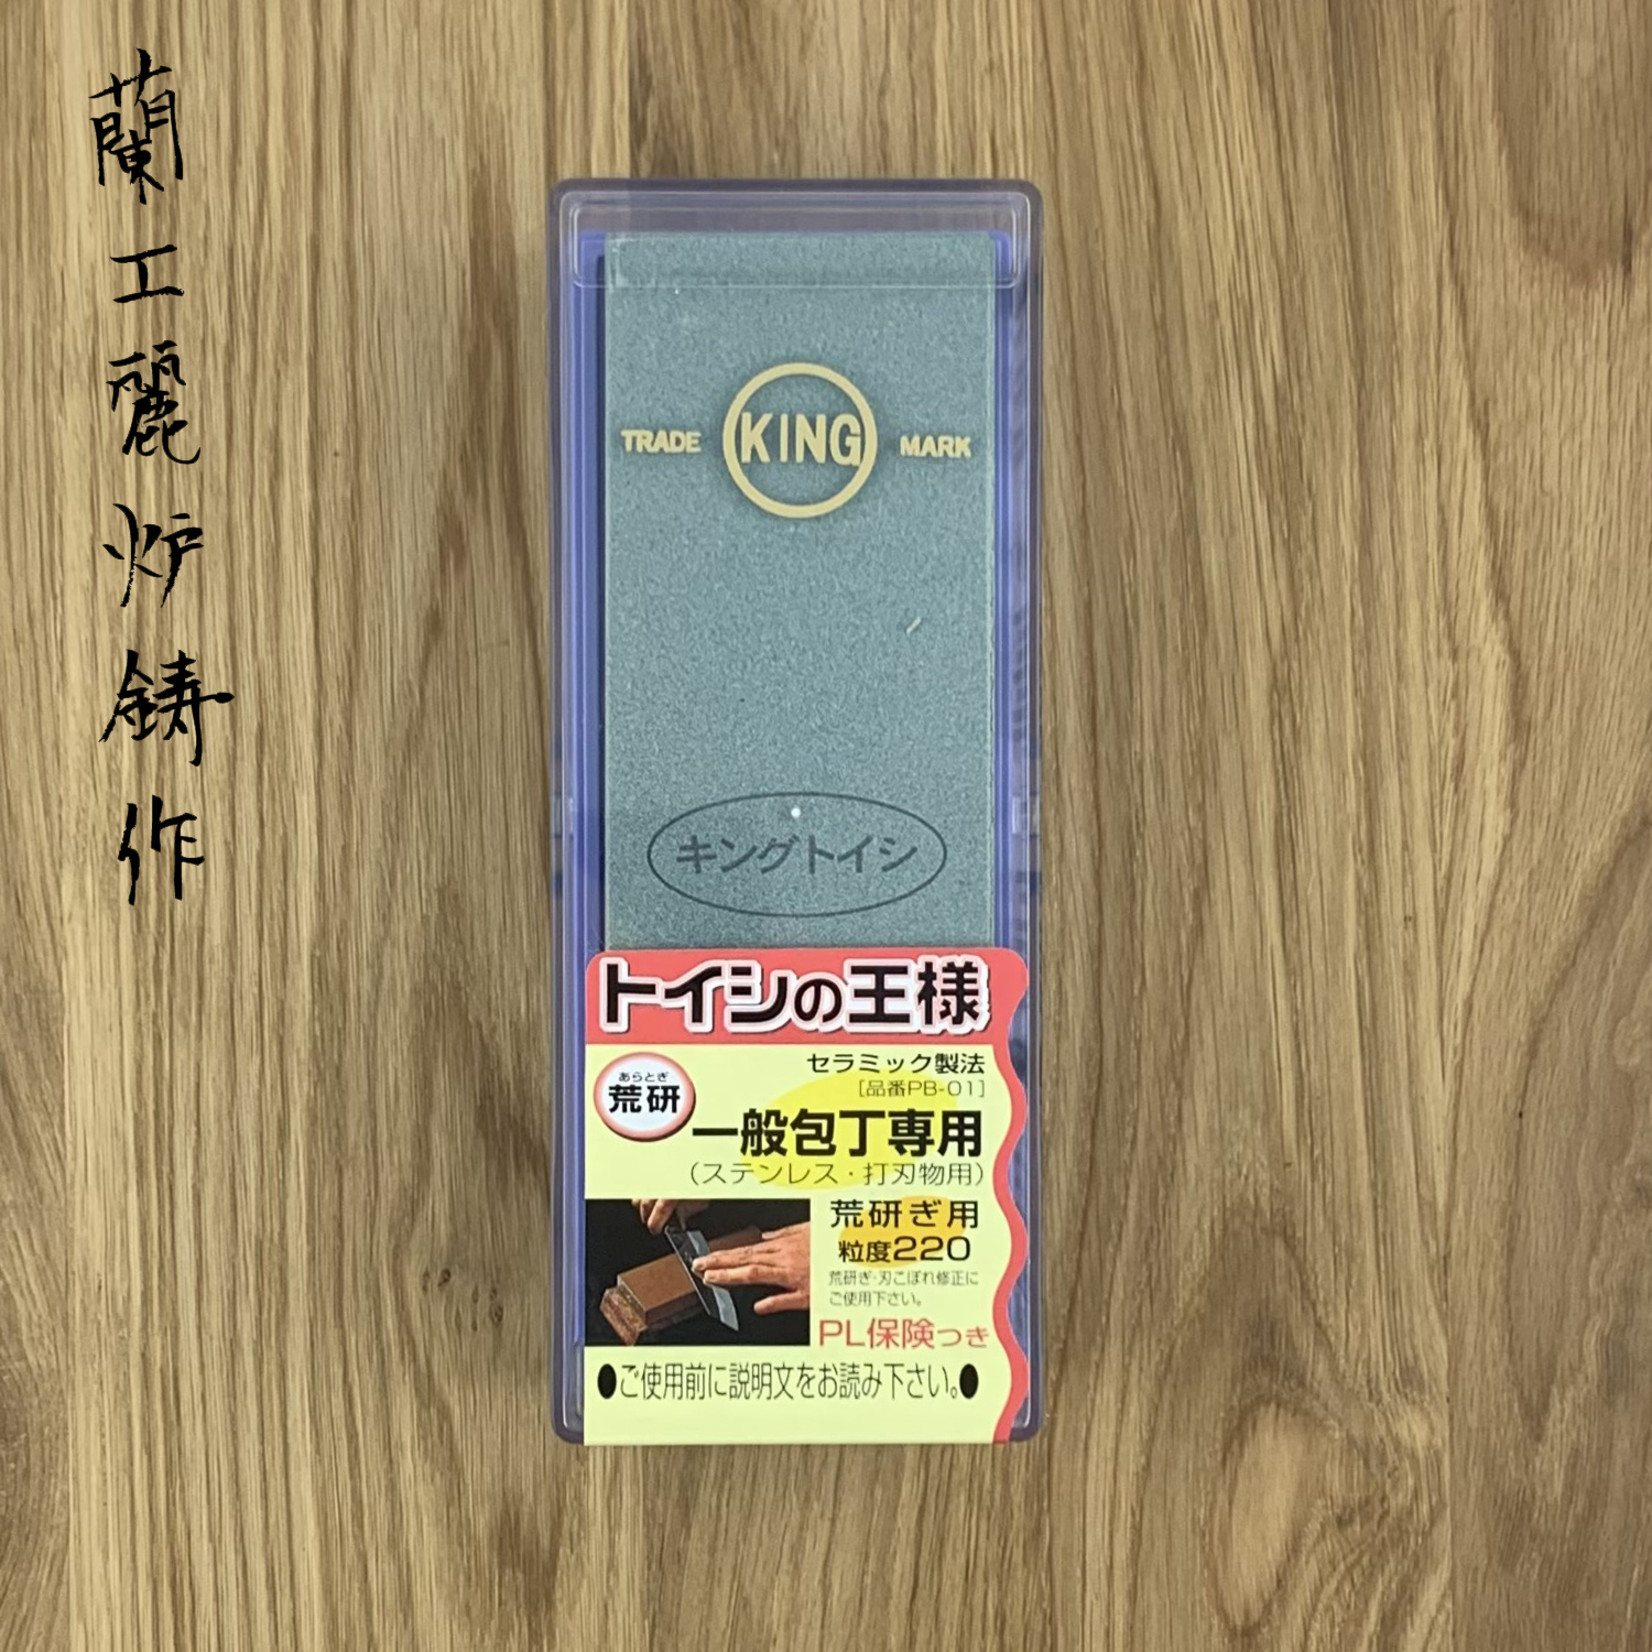 蘭工麗炉鋳作
TRADE KING MARK
キングトイシ
トイシの王様
セラミック製法
[品番PB-01]
あらとぎ
荒研
一般包丁専用
(ステンレス・打刃物用)
荒研ぎ用
粒度220
荒研ぎ・刃こぼれ修正に
ご使用下さい。
PL保険つき
●ご使用前に説明文をお読み下さい。●